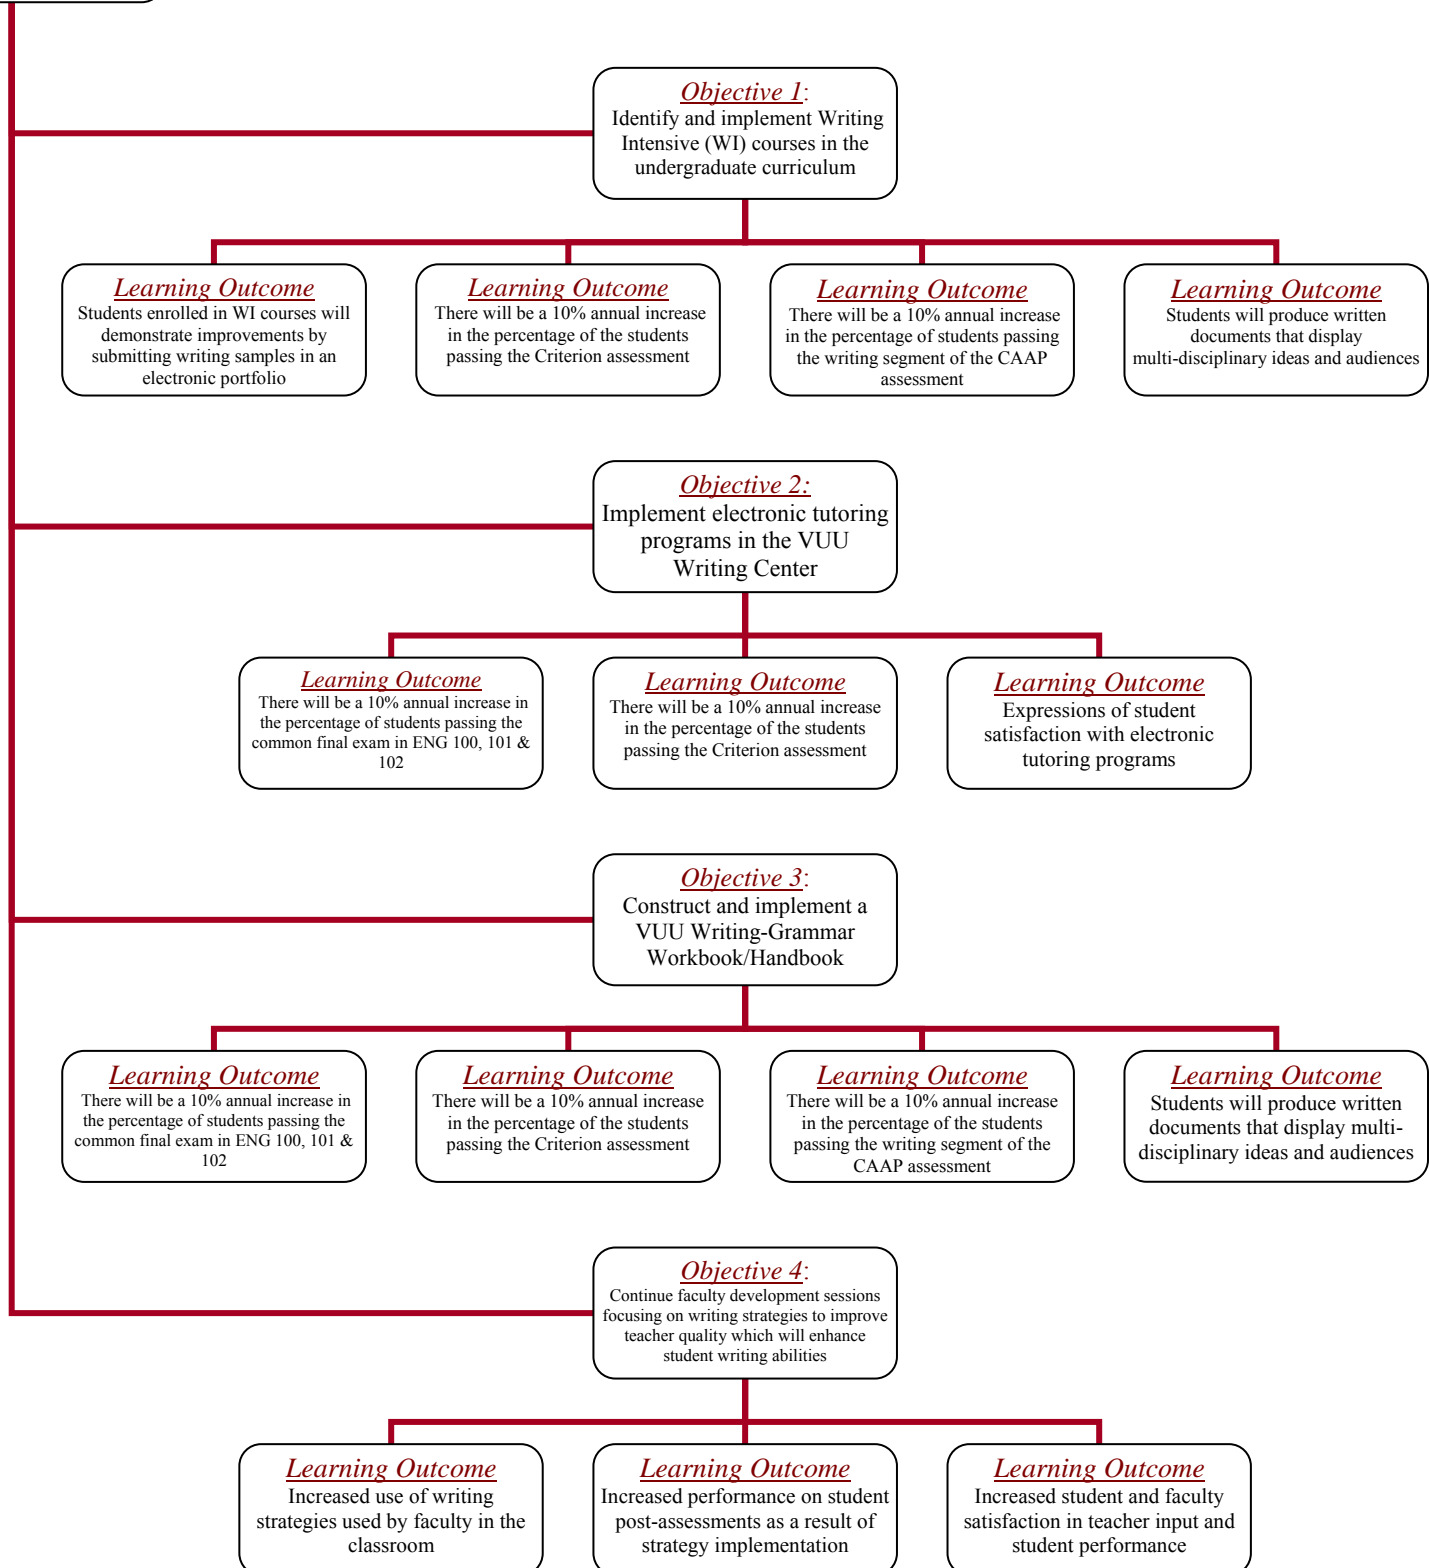 Objective 1:
Identify and implement Writing
Intensive (WI) courses in the
undergraduate curriculum
Learning Outcome
Students enrolled in WI courses will
demonstrate improvements by
submitting writing samples in an
electronic portfolio
Learning Outcome
There will be a 10% annual increase
in the percentage of the students
passing the Criterion assessment
Learning Outcome
There will be a 10% annual increase
in the percentage of students passing
the writing segment of the CAAP
assessment
Learning Outcome
Students will produce written
documents that display
multi-disciplinary ideas and audiences
Objective 2:
Implement electronic tutoring
programs in the VUU
Writing Center
Learning Outcome
There will be a 10% annual increase in
the percentage of students passing the
common final exam in ENG 100, 101 &
102
Learning Outcome
There will be a 10% annual increase
in the percentage of the students
passing the Criterion assessment
Learning Outcome
Expressions of student
satisfaction with electronic
tutoring programs
Objective 3:
Construct and implement a
VUU Writing-Grammar
Workbook/Handbook
Learning Outcome
There will be a 10% annual increase in
the percentage of students passing the
common final exam in ENG 100, 101 &
102
Learning Outcome
There will be a 10% annual increase
in the percentage of the students
passing the Criterion assessment
Learning Outcome
There will be a 10% annual increase
in the percentage of the students
passing the writing segment of the
CAAP assessment
Learning Outcome
Students will produce written
documents that display multi-
disciplinary ideas and audiences
Objective 4:
Continue faculty development sessions
focusing on writing strategies to improve
teacher quality which will enhance
student writing abilities
Learning Outcome
Increased use of writing
strategies used by faculty in the
classroom
Learning Outcome
Increased performance on student
post-assessments as a result of
strategy implementation
Learning Outcome
Increased student and faculty
satisfaction in teacher input and
student performance